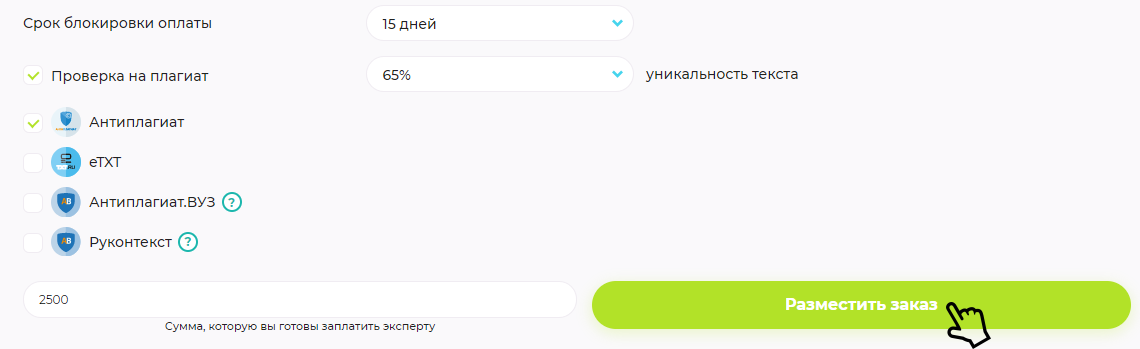 Срок блокировки оплаты 15 дней
Проверка на плагиат 65% уникальность текста
Антиплагиат
eTXT
Антиплагиат.ВУЗ ?
Руконтекст ?
2500 Разместить заказ
Сумма, которую вы готовы заплатить эксперту